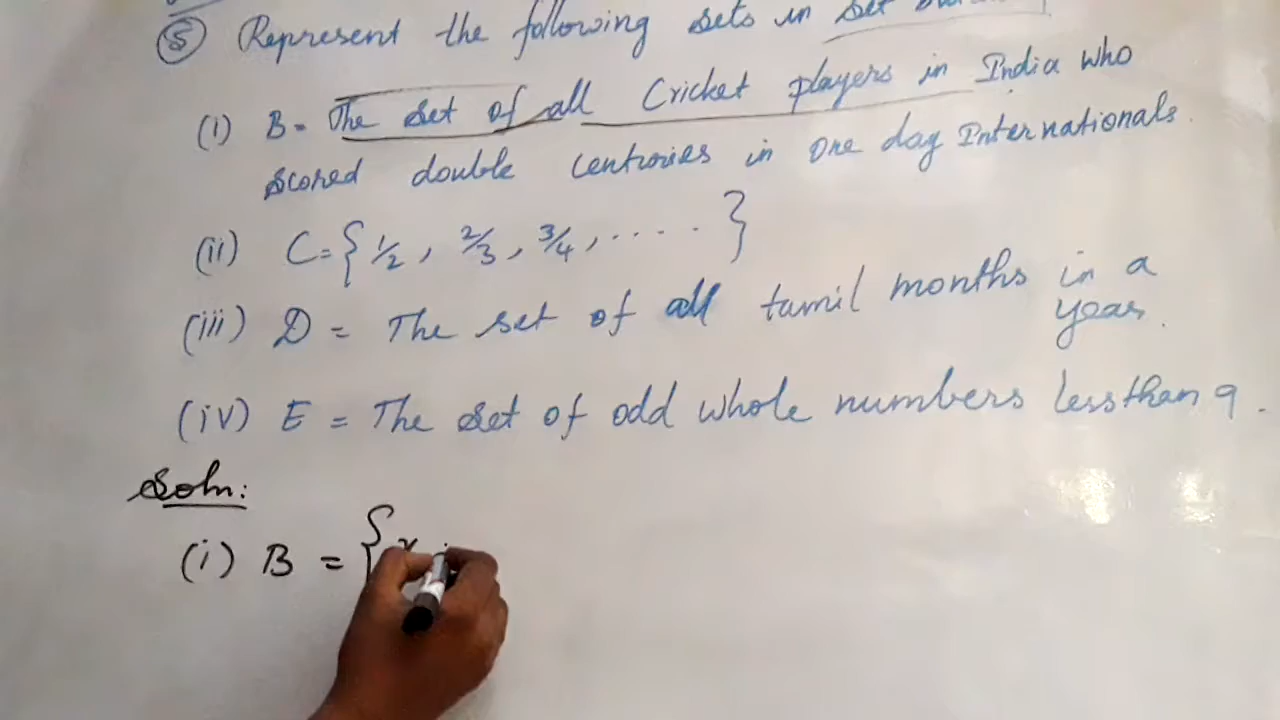 (5) Represent the following sets in set
(i) B = The set of all Cricket players in India who
scored double centuries in One day Internationals.
(ii) C = { 1/2, 2/3, 3/4, ..... }
(iii) D = The set of all tamil months in a
year.
(iv) E = The set of odd whole numbers less than 9.
Soln:
(i) B = { x